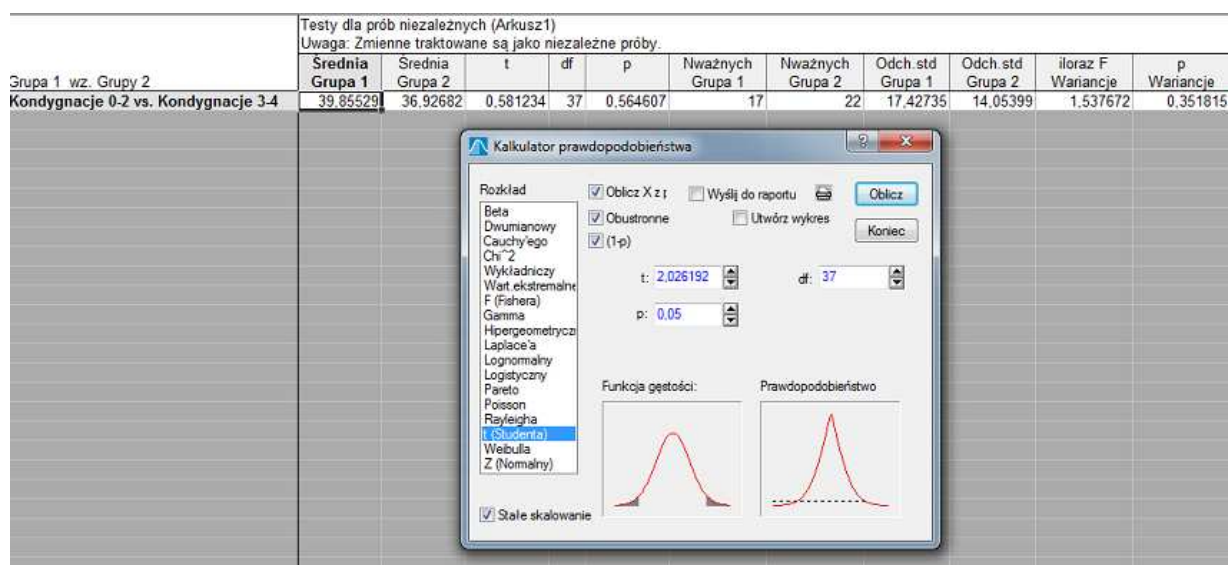 Testy dla prób niezależnych (Arkusz1)
Uwaga: Zmienne traktowane są jako niezależne próby.
Grupa 1 wz. Grupy 2 Średnia Grupa 1 Średnia Grupa 2 t df p Nważnych Grupa 1 Nważnych Grupa 2 Odch.std Grupa 1 Odch.std Grupa 2 iloraz F Wariancje p Wariancje
Kondygnacje 0-2 vs. Kondygnacje 3-4 39,85529 36,92682 0,581234 37 0,564607 17 22 17,42735 14,05399 1,537672 0,351815
Kalkulator prawdopodobieństwa
Rozkład
Beta
Dwumianowy
Cauchy'ego
Chi^2
Wykładniczy
Wart.ekstremalne
F (Fishera)
Gamma
Hipergeometrycz
Laplace'a
Lognormalny
Logistyczny
Pareto
Poisson
Rayleigha
t (Studenta)
Weibulla
Z (Normalny)
Stałe skalowanie
Oblicz X z p Wyślij do raportu Oblicz
Obustronne Utwórz wykres Koniec
(1-p)
t: 2,026192 df: 37
p: 0,05
Funkcja gęstości: Prawdopodobieństwo